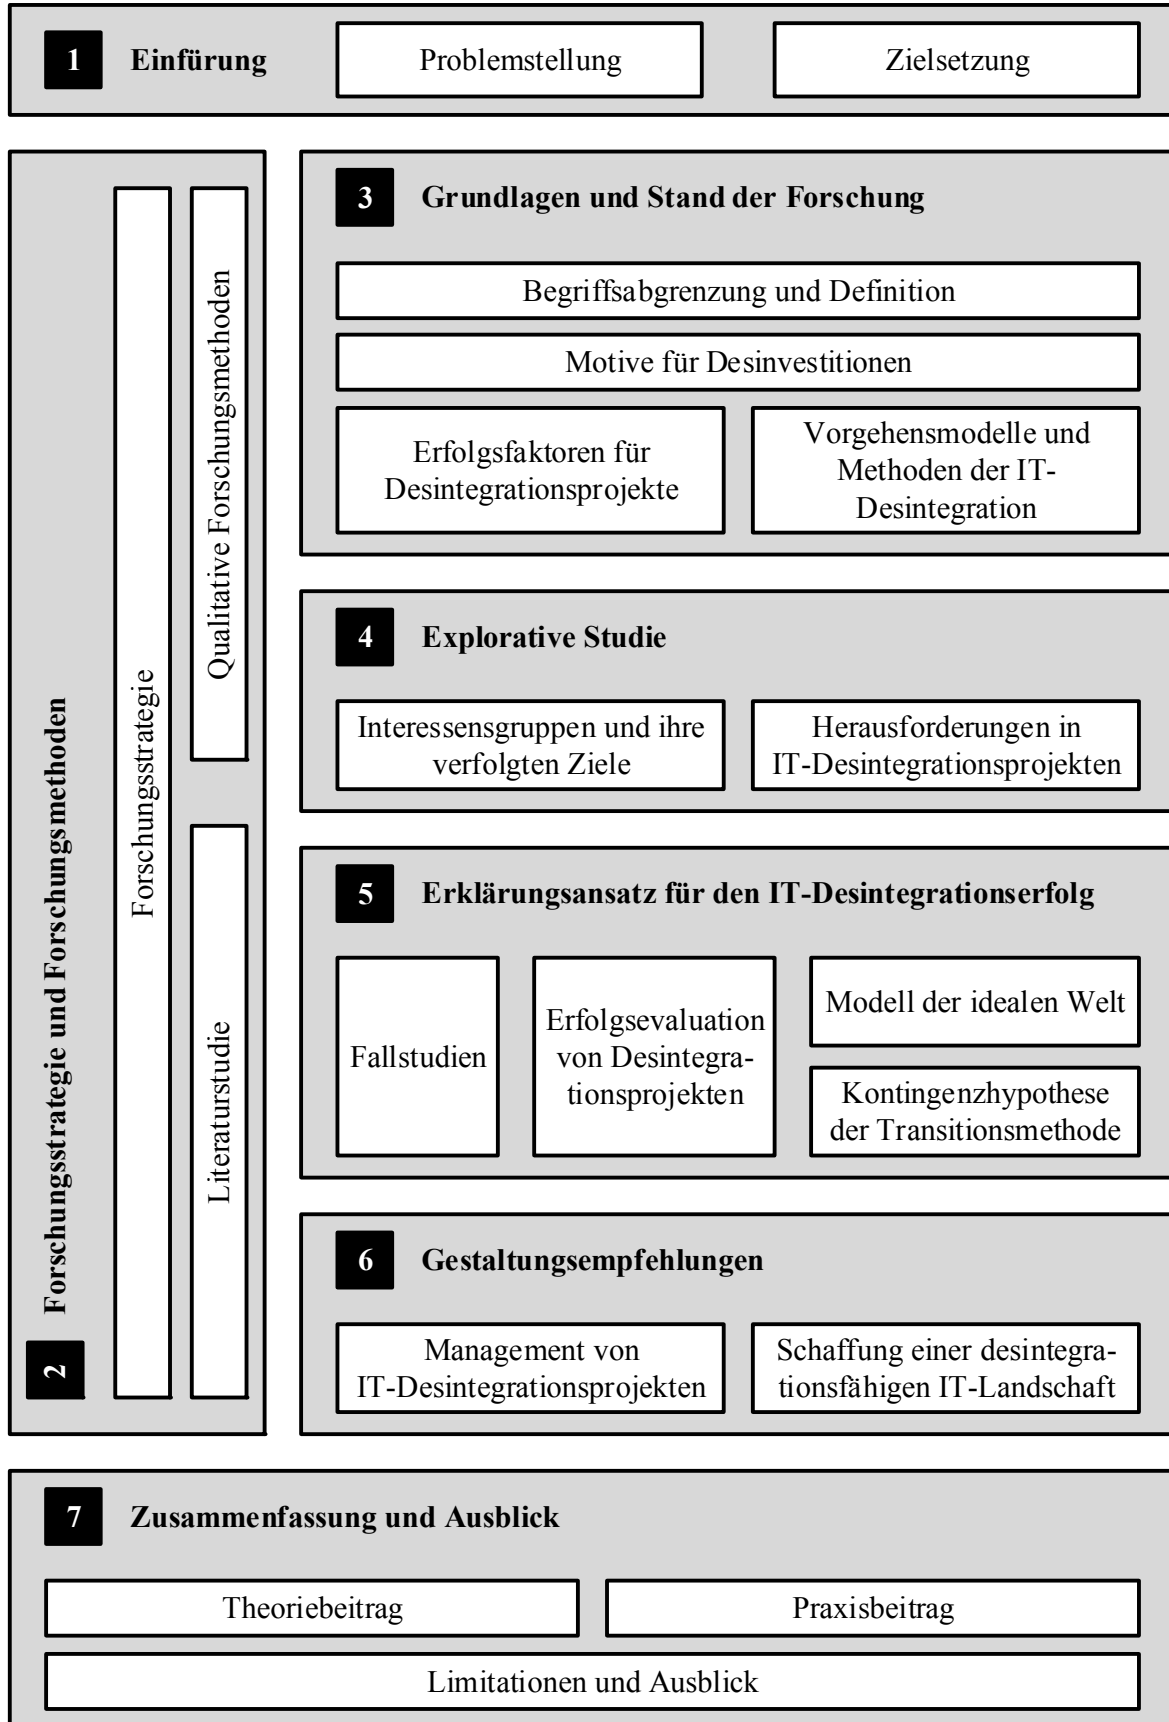 1 Einfürung
Problemstellung
Zielsetzung
2 Forschungsstrategie und Forschungsmethoden
Forschungsstrategie
Qualitative Forschungsmethoden
Literaturstudie
3 Grundlagen und Stand der Forschung
Begriffsabgrenzung und Definition
Motive für Desinvestitionen
Erfolgsfaktoren für
Desintegrationsprojekte
Vorgehensmodelle und
Methoden der IT-
Desintegration
4 Explorative Studie
Interessensgruppen und ihre
verfolgten Ziele
Herausforderungen in
IT-Desintegrationsprojekten
5 Erklärungsansatz für den IT-Desintegrationserfolg
Fallstudien
Erfolgsevaluation
von Desintegra-
tionsprojekten
Modell der idealen Welt
Kontingenzhypothese
der Transitionsmethode
6 Gestaltungsempfehlungen
Management von
IT-Desintegrationsprojekten
Schaffung einer desintegra-
tionsfähigen IT-Landschaft
7 Zusammenfassung und Ausblick
Theoriebeitrag
Praxisbeitrag
Limitationen und Ausblick